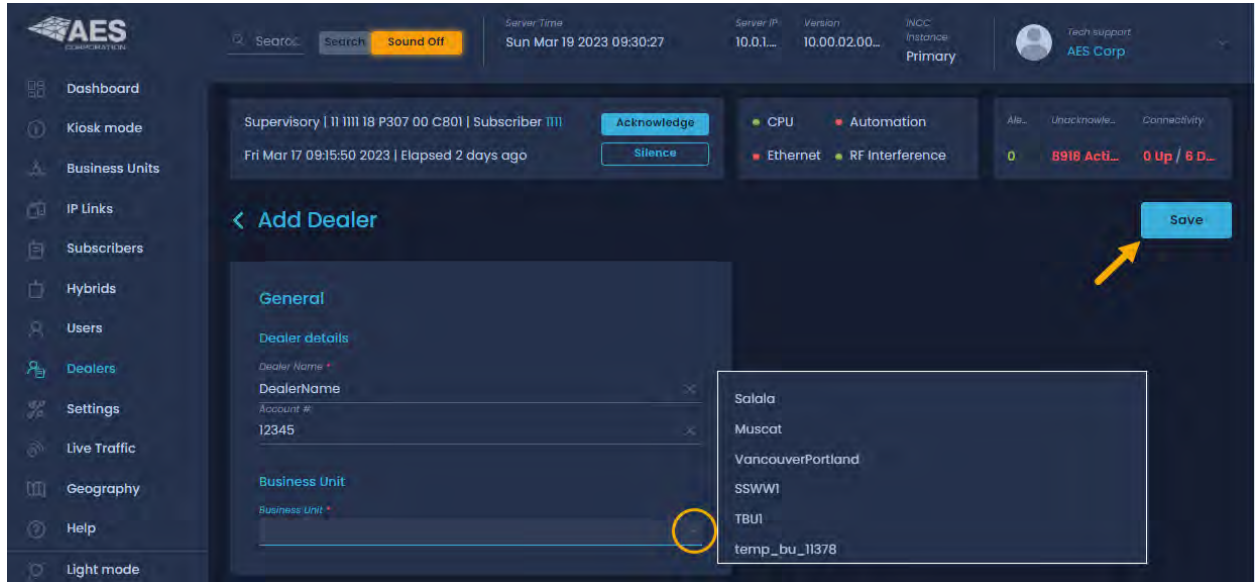 AES
CORPORATION
Searc Search Sound Off
Server Time
Sun Mar 19 2023 09:30:27
Server IP
10.0.1....
Version
10.00.02.00...
INCC
Instance
Primary
Tech support
AES Corp
Dashboard
Kiosk mode
Business Units
IP Links
Subscribers
Hybrids
Users
Dealers
Settings
Live Traffic
Geography
Help
Light mode
Supervisory | 11 1111 18 P307 00 C801 | Subscriber 1111
Acknowledge
Fri Mar 17 09:15:50 2023 | Elapsed 2 days ago
Silence
CPU Automation
Ethernet RF Interference
Ale... Unacknowle... Connectivity
0 8918 Acti... 0 Up / 6 D...
< Add Dealer
Save
General
Dealer details
Dealer Name *
DealerName
Account #:
12345
Business Unit
Business Unit *
Salala
Muscat
VancouverPortland
SSWW1
TBU1
temp_bu_11378